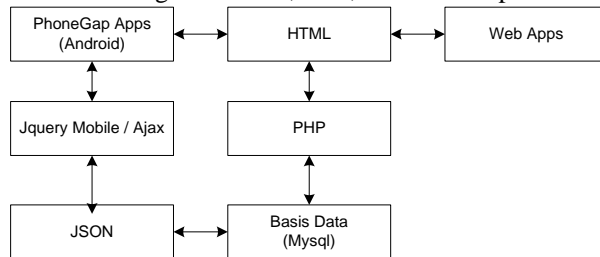 PhoneGap Apps
(Android)
HTML
Web Apps
Jquery Mobile / Ajax
PHP
JSON
Basis Data
(Mysql)